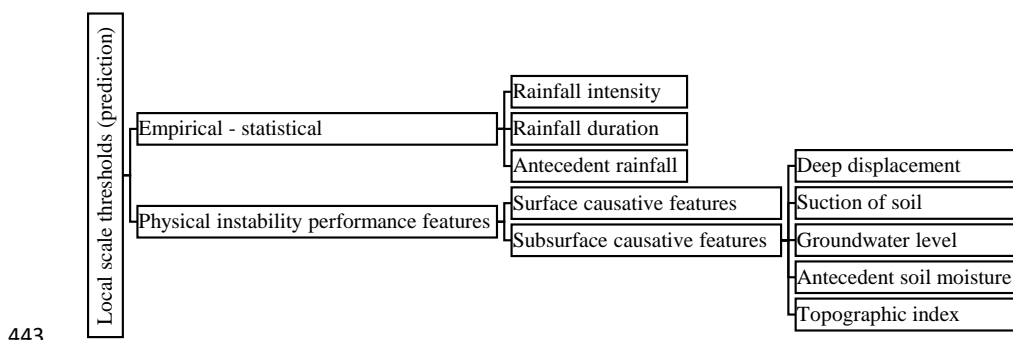 Local scale thresholds (prediction)
Empirical - statistical
Rainfall intensity
Rainfall duration
Antecedent rainfall
Physical instability performance features
Surface causative features
Subsurface causative features
Deep displacement
Suction of soil
Groundwater level
Antecedent soil moisture
Topographic index
443